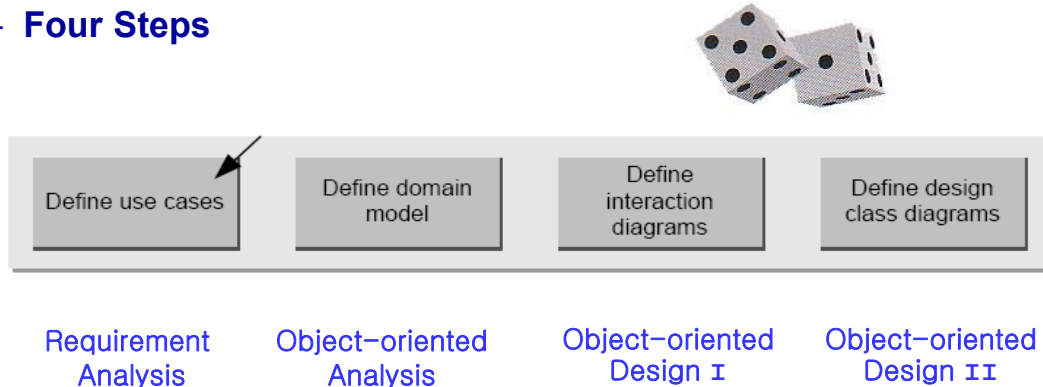 - Four Steps
Define use cases
Define domain
model
Define
interaction
diagrams
Define design
class diagrams
Requirement
Analysis
Object-oriented
Analysis
Object-oriented
Design I
Object-oriented
Design II